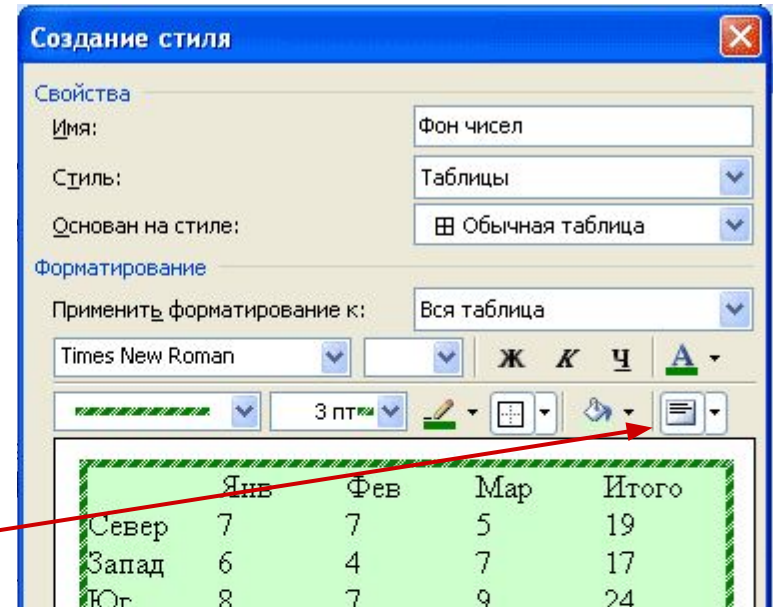 Создание стиля
Свойства
Имя: Фон чисел
Стиль: Таблицы
Основан на стиле: Обычная таблица
Форматирование
Применить форматирование к: Вся таблица
Times New Roman Ж К Ч А
3 пт
Янв Фев Мар Итого
Север 7 7 5 19
Запад 6 4 7 17
Юг 8 7 9 24